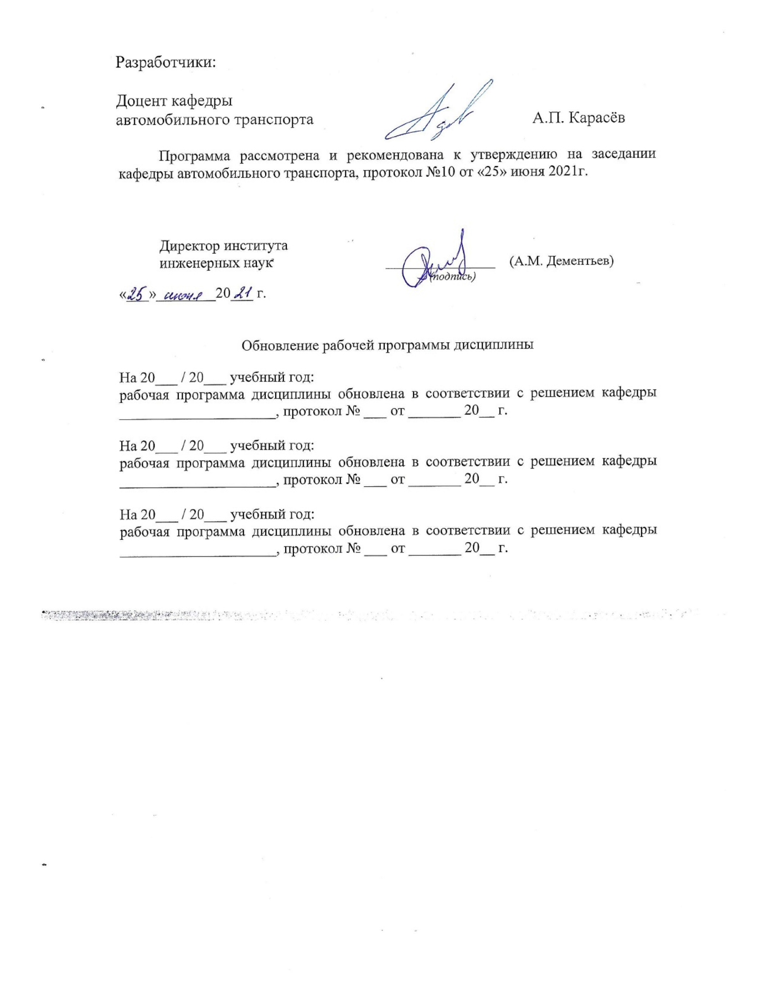 Разработчики:
Доцент кафедры
автомобильного транспорта А.П. Карасёв
Программа рассмотрена и рекомендована к утверждению на заседании
кафедры автомобильного транспорта, протокол №10 от «25» июня 2021г.
Директор института
инженерных наук ________________ (А.М. Дементьев)
(подпись)
«25» июня 2021 г.
Обновление рабочей программы дисциплины
На 20___ / 20___ учебный год:
рабочая программа дисциплины обновлена в соответствии с решением кафедры
_____________________, протокол № ___ от _______ 20__ г.
На 20___ / 20___ учебный год:
рабочая программа дисциплины обновлена в соответствии с решением кафедры
_____________________, протокол № ___ от _______ 20__ г.
На 20___ / 20___ учебный год:
рабочая программа дисциплины обновлена в соответствии с решением кафедры
_____________________, протокол № ___ от _______ 20__ г.